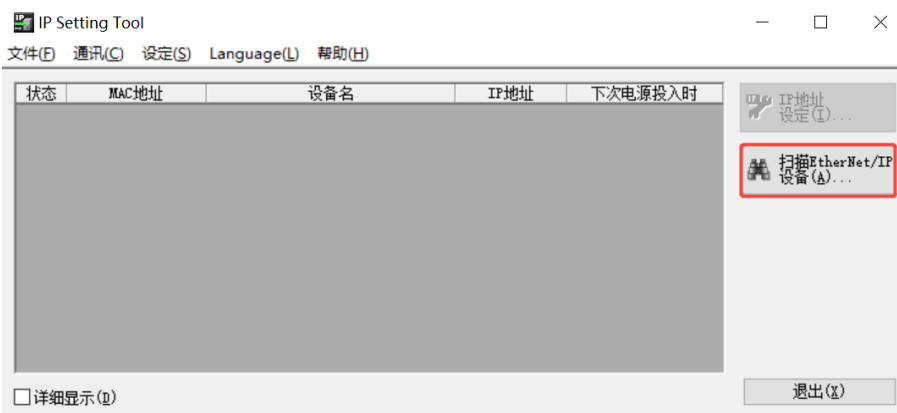 IP Setting Tool
文件(F) 通讯(C) 设定(S) Language(L) 帮助(H)
状态 MAC地址 设备名 IP地址 下次电源投入时
IP地址
设定(I)...
扫描EtherNet/IP
设备(A)...
详细显示(D)
退出(X)